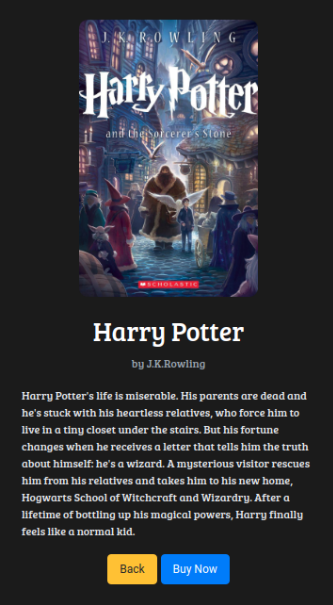 J.K.ROWLING
Harry Potter
and the Sorcerer's Stone
SCHOLASTIC
Harry Potter
by J.K.Rowling
Harry Potter's life is miserable. His parents are dead and
he's stuck with his heartless relatives, who force him to
live in a tiny closet under the stairs. But his fortune
changes when he receives a letter that tells him the truth
about himself: he's a wizard. A mysterious visitor rescues
him from his relatives and takes him to his new home,
Hogwarts School of Witchcraft and Wizardry. After a
lifetime of bottling up his magical powers, Harry finally
feels like a normal kid.
Back
Buy Now